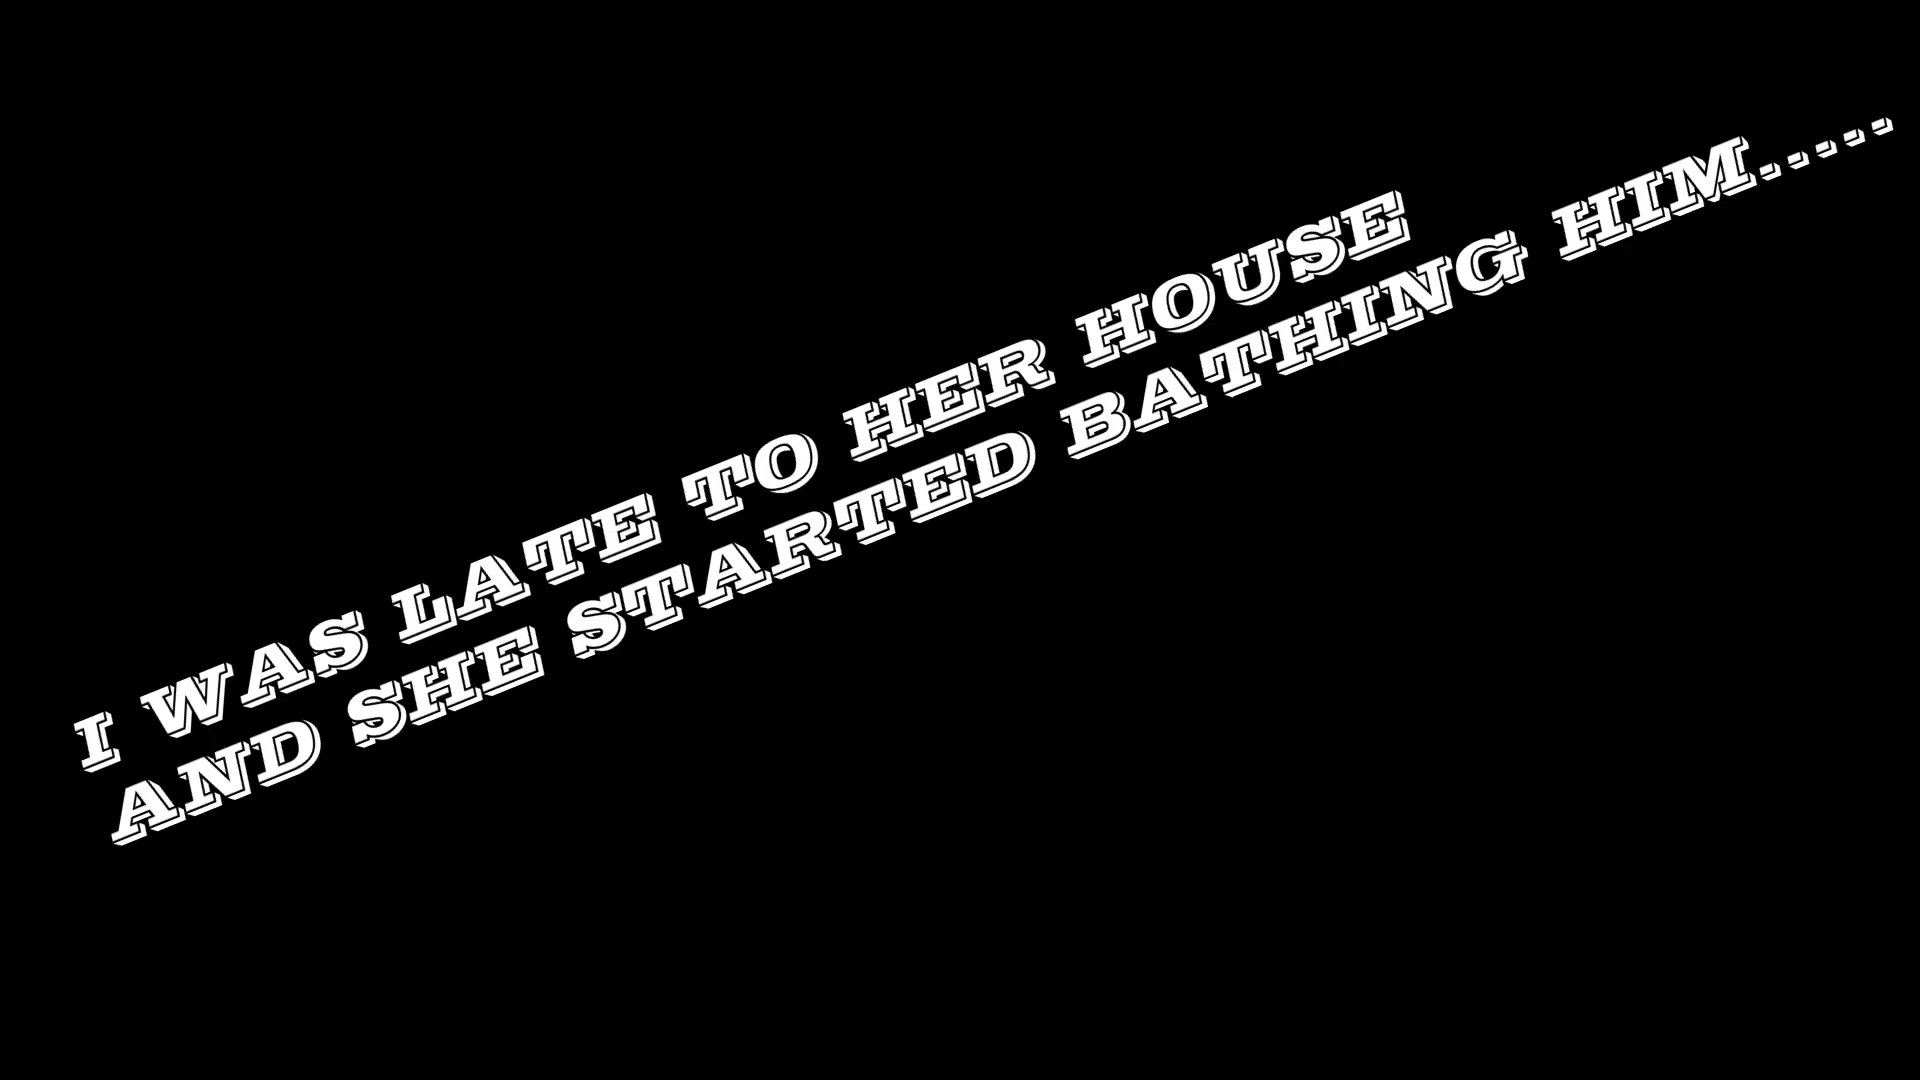 I WAS LATE TO HER HOUSE
AND SHE STARTED BATHING HIM.....